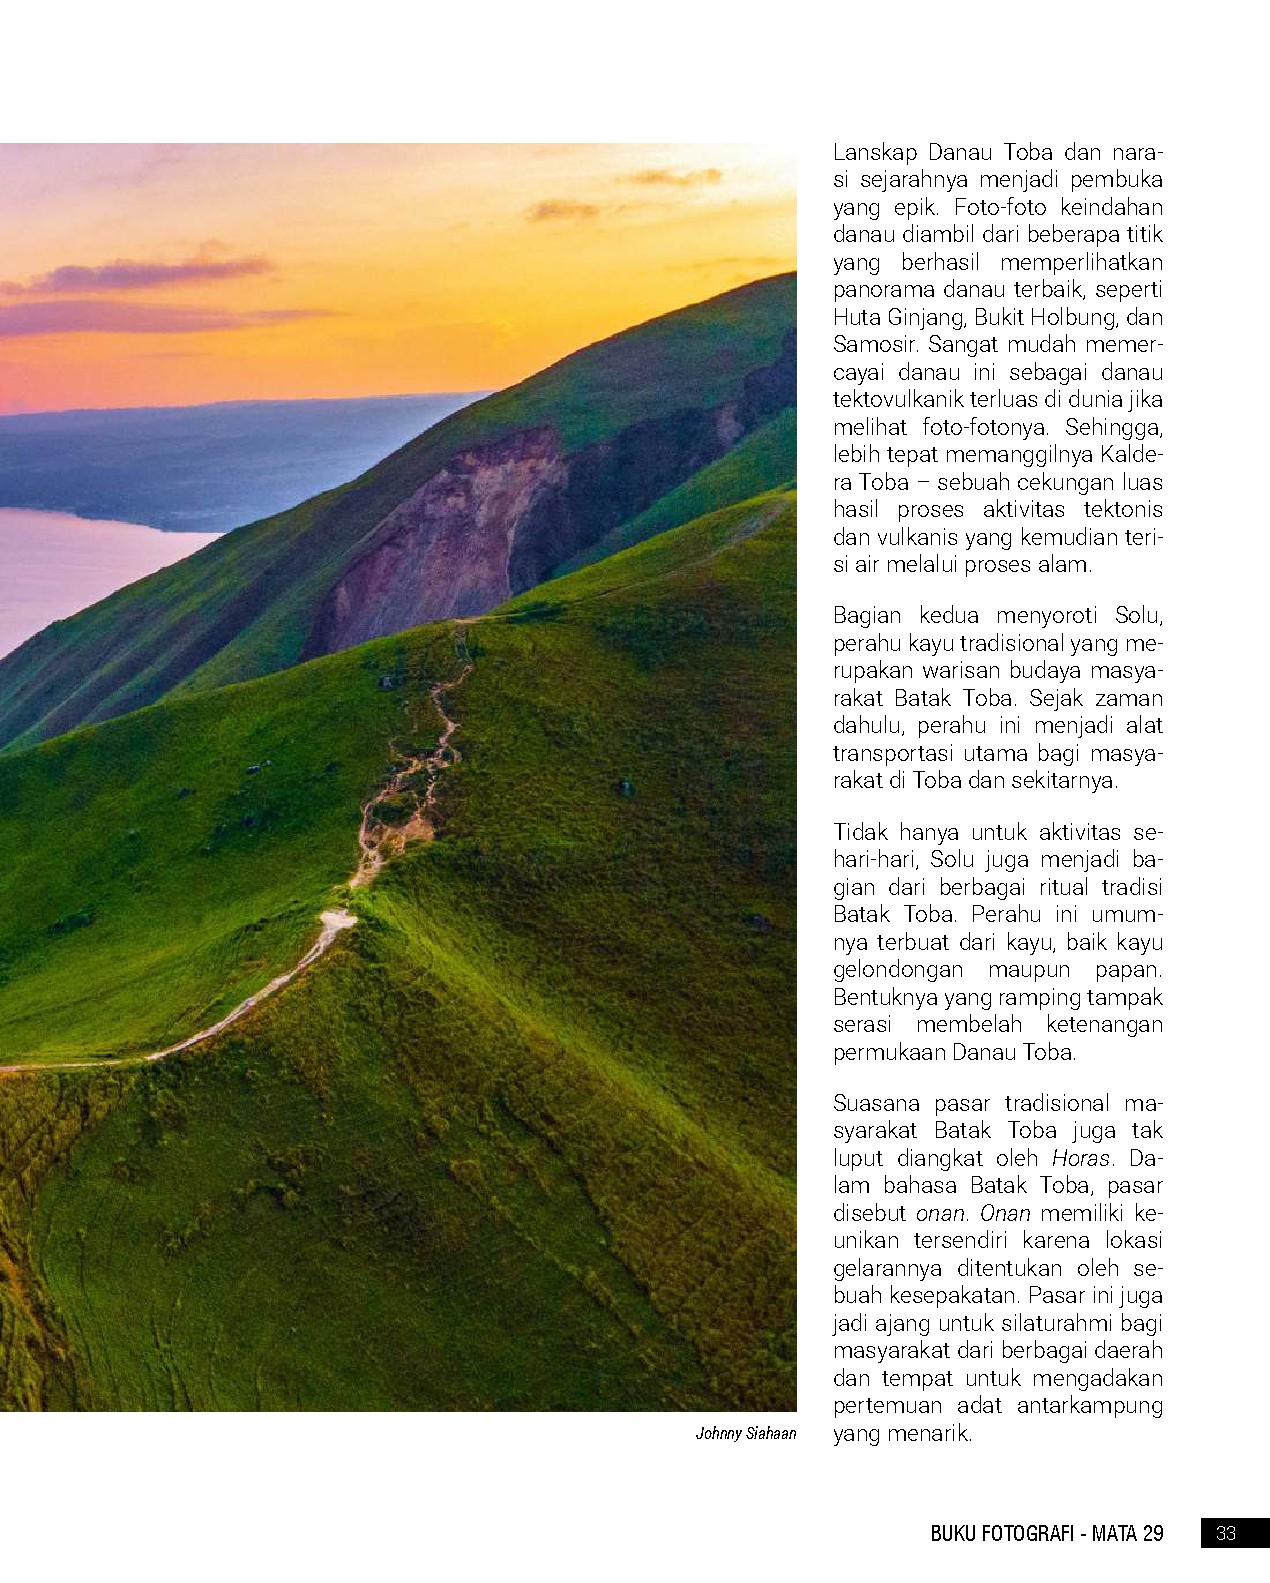 Lanskap Danau Toba dan nara-
si sejarahnya menjadi pembuka
yang epik. Foto-foto keindahan
danau diambil dari beberapa titik
yang berhasil memperlihatkan
panorama danau terbaik, seperti
Huta Ginjang, Bukit Holbung, dan
Samosir. Sangat mudah memer-
cayai danau ini sebagai danau
tektovulkanik terluas di dunia jika
melihat foto-fotonya. Sehingga,
lebih tepat memanggilnya Kalde-
ra Toba – sebuah cekungan luas
hasil proses aktivitas tektonis
dan vulkanis yang kemudian teri-
si air melalui proses alam.
Bagian kedua menyoroti Solu,
perahu kayu tradisional yang me-
rupakan warisan budaya masya-
rakat Batak Toba. Sejak zaman
dahulu, perahu ini menjadi alat
transportasi utama bagi masya-
rakat di Toba dan sekitarnya.
Tidak hanya untuk aktivitas se-
hari-hari, Solu juga menjadi ba-
gian dari berbagai ritual tradisi
Batak Toba. Perahu ini umum-
nya terbuat dari kayu, baik kayu
gelondongan maupun papan.
Bentuknya yang ramping tampak
serasi membelah ketenangan
permukaan Danau Toba.
Suasana pasar tradisional ma-
syarakat Batak Toba juga tak
luput diangkat oleh Horas. Da-
lam bahasa Batak Toba, pasar
disebut onan. Onan memiliki ke-
unikan tersendiri karena lokasi
gelarannya ditentukan oleh se-
buah kesepakatan. Pasar ini juga
jadi ajang untuk silaturahmi bagi
masyarakat dari berbagai daerah
dan tempat untuk mengadakan
pertemuan adat antarkampung
yang menarik.
Johnny Siahaan
BUKU FOTOGRAFI - MATA 29
33